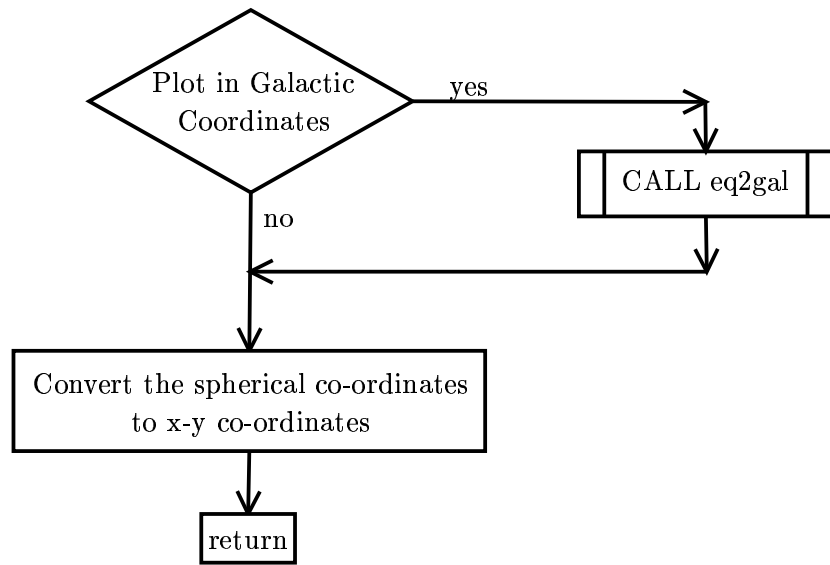 Plot in Galactic
Coordinates
yes
CALL eq2gal
no
Convert the spherical co-ordinates
to x-y co-ordinates
return